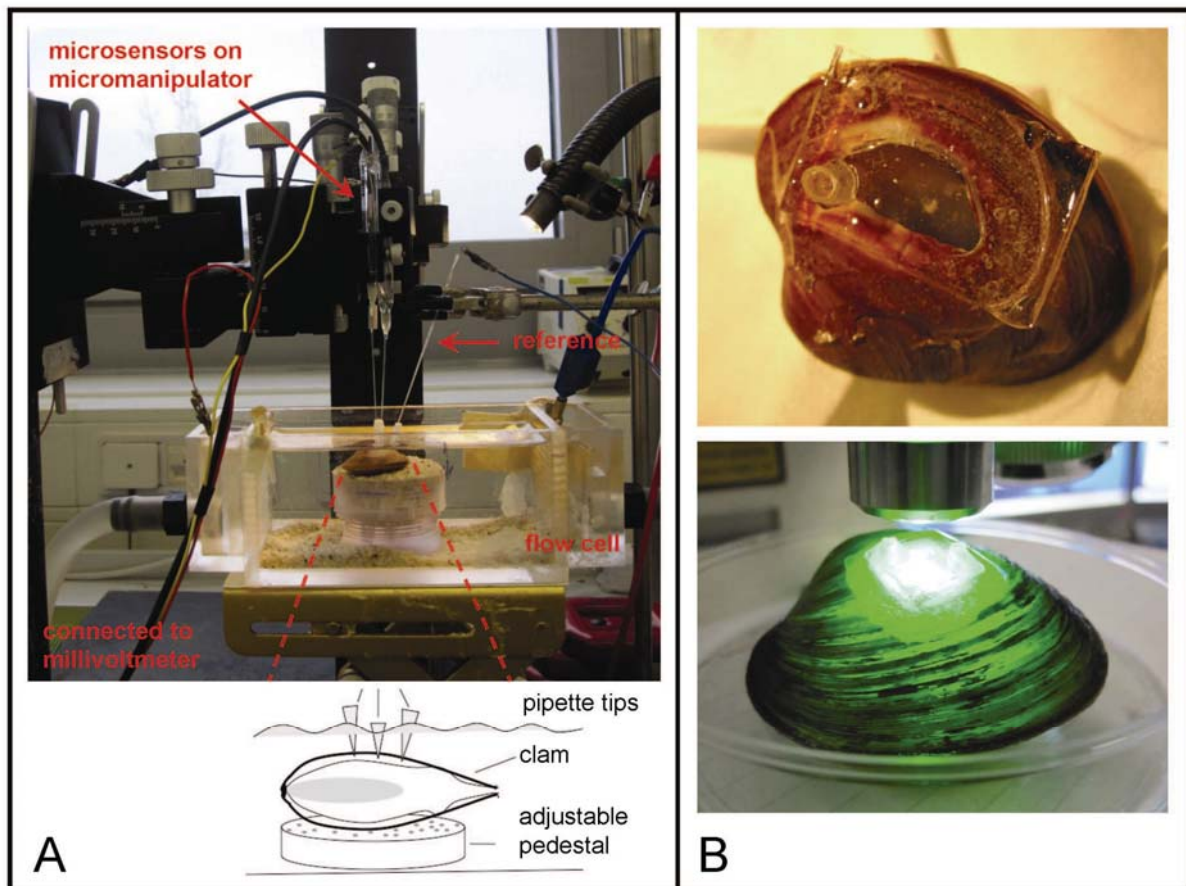 microsensors on
micromanipulator
reference
flow cell
connected to
millivoltmeter
pipette tips
clam
adjustable
pedestal
A
B